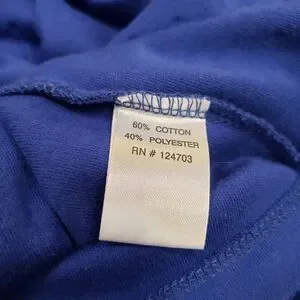 60% COTTON
40% POLYESTER
RN # 124703